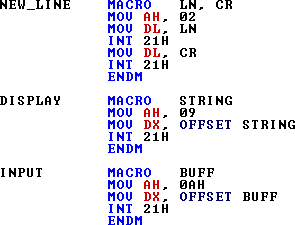 NEW_LINE MACRO LN, CR
MOV AH, 02
MOV DL, LN
INT 21H
MOV DL, CR
INT 21H
ENDM
DISPLAY MACRO STRING
MOV AH, 09
MOV DX, OFFSET STRING
INT 21H
ENDM
INPUT MACRO BUFF
MOV AH, 0AH
MOV DX, OFFSET BUFF
INT 21H
ENDM